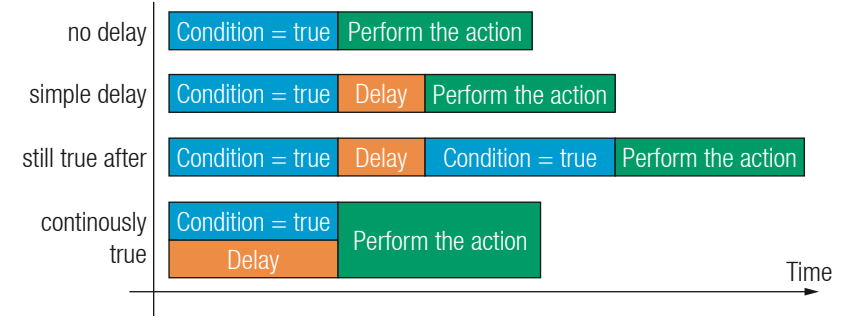 no delay Condition = true Perform the action
simple delay Condition = true Delay Perform the action
still true after Condition = true Delay Condition = true Perform the action
continously
true
Condition = true
Delay
Perform the action
Time